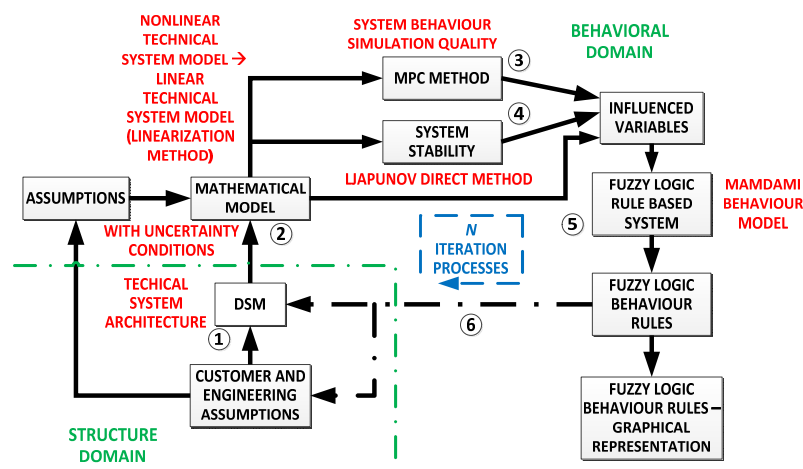 NONLINEAR
TECHNICAL
SYSTEM MODEL →
LINEAR
TECHNICAL
SYSTEM MODEL
(LINEARIZATION
METHOD)
SYSTEM BEHAVIOUR
SIMULATION QUALITY
BEHAVIORAL
DOMAIN
MPC METHOD
3
4
SYSTEM
STABILITY
INFLUENCED
VARIABLES
LJAPUNOV DIRECT METHOD
ASSUMPTIONS
MATHEMATICAL
MODEL
2
WITH UNCERTAINTY
CONDITIONS
FUZZY LOGIC
RULE BASED
SYSTEM
5
MAMDAMI
BEHAVIOUR
MODEL
N
ITERATION
PROCESSES
TECHICAL
SYSTEM
ARCHITECTURE
DSM
1
6
FUZZY LOGIC
BEHAVIOUR
RULES
CUSTOMER AND
ENGINEERING
ASSUMPTIONS
FUZZY LOGIC
BEHAVIOUR RULES –
GRAPHICAL
REPRESENTATION
STRUCTURE
DOMAIN